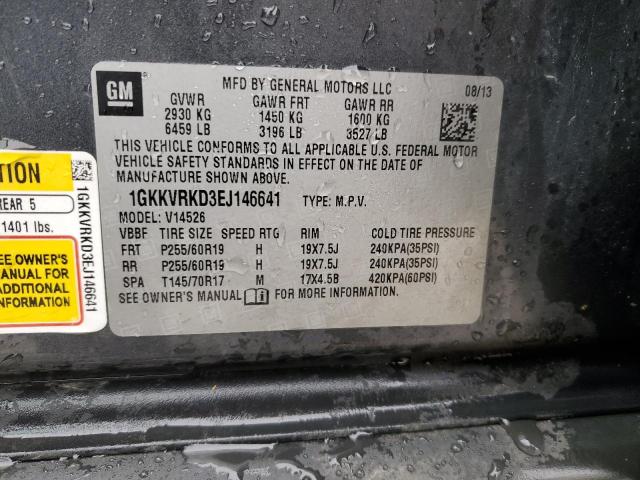 GM
MFD BY GENERAL MOTORS LLC
08/13
GVWR GAWR FRT GAWR RR
2930 KG 1450 KG 1600 KG
6459 LB 3196 LB 3527 LB
THIS VEHICLE CONFORMS TO ALL APPLICABLE U.S. FEDERAL MOTOR
VEHICLE SAFETY STANDARDS IN EFFECT ON THE DATE OF
MANUFACTURE SHOWN ABOVE.
1GKKVRKD3EJ146641 TYPE: M.P.V.
MODEL: V14526
VBBF TIRE SIZE SPEED RTG RIM COLD TIRE PRESSURE
FRT P255/60R19 H 19X7.5J 240KPA(35PSI)
RR P255/60R19 H 19X7.5J 240KPA(35PSI)
SPA T145/70R17 M 17X4.5B 420KPA(60PSI)
SEE OWNER'S MANUAL FOR MORE INFORMATION.
TION
REAR 5
1401 lbs.
SEE OWNER'S
MANUAL FOR
ADDITIONAL
INFORMATION
1GKKVRKD3EJ146641